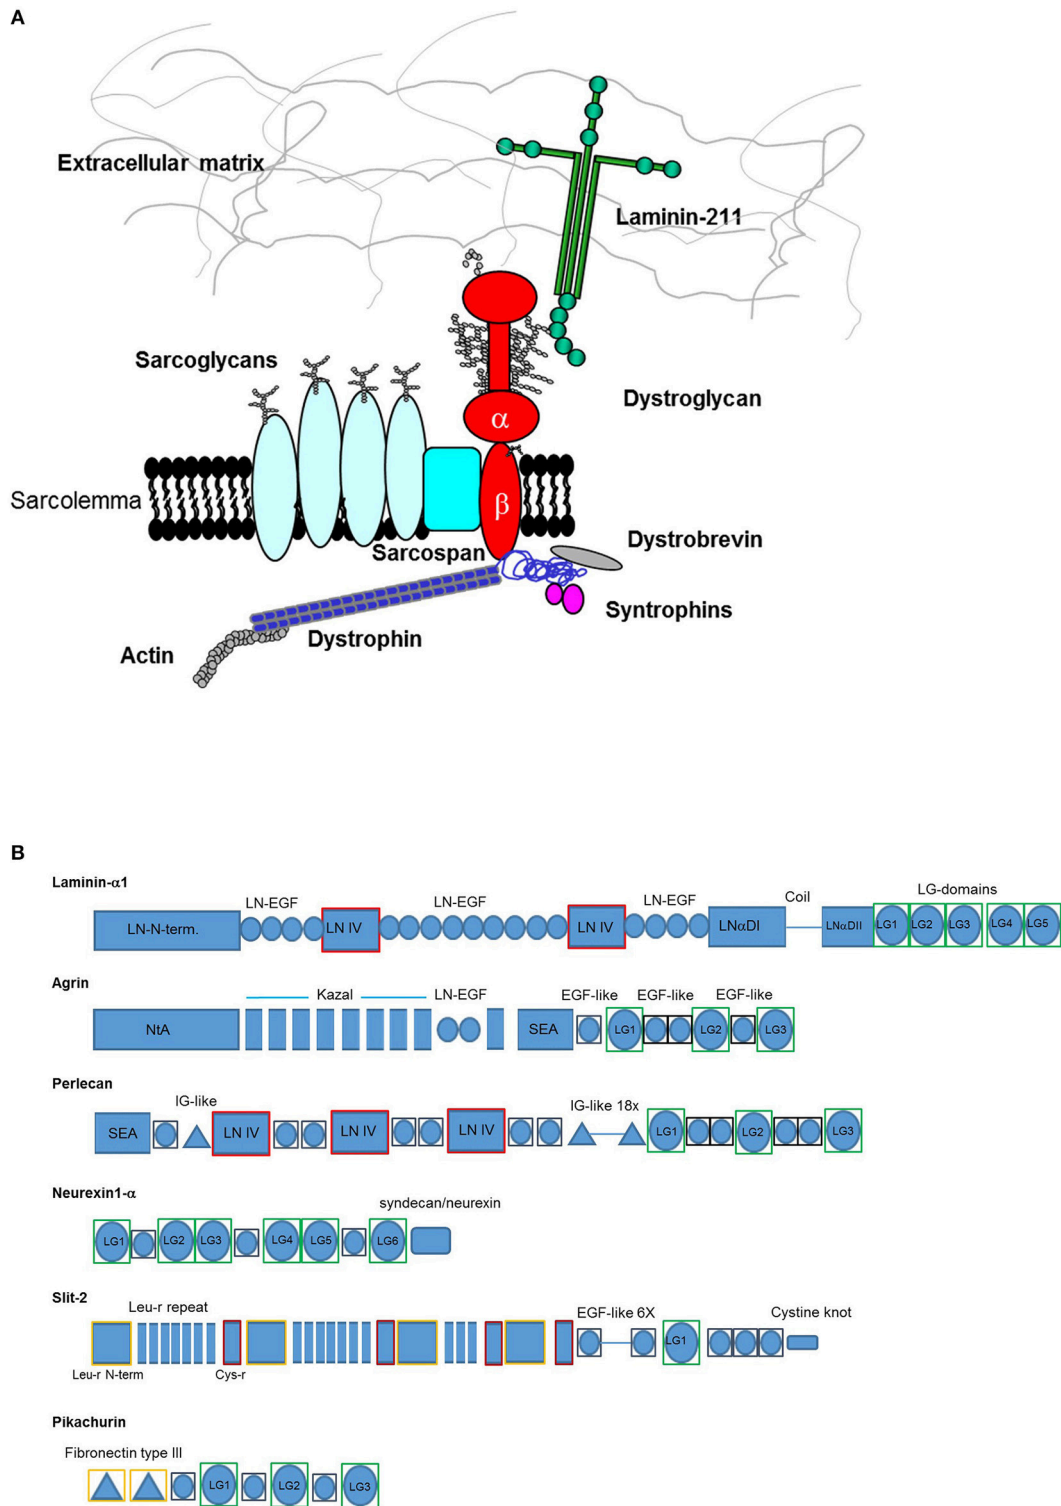 A
Extracellular matrix
Laminin-211
Sarcoglycans
Dystroglycan
α
Sarcolemma
β
Sarcospan
Dystrobrevin
Syntrophins
Dystrophin
Actin
B
Laminin-α1
LN-EGF LN-EGF LN-EGF Coil LG-domains
LN-N-term. LN IV LN IV LNαDI LNαDII LG1 LG2 LG3 LG4 LG5
Agrin
Kazal LN-EGF EGF-like EGF-like EGF-like
NtA SEA LG1 LG2 LG3
Perlecan
IG-like IG-like 18x
SEA LN IV LN IV LN IV LG1 LG2 LG3
Neurexin1-α
syndecan/neurexin
LG1 LG2 LG3 LG4 LG5 LG6
Slit-2
Leu-r repeat EGF-like 6X Cystine knot
LG1
Leu-r N-term Cys-r
Pikachurin
Fibronectin type III
LG1 LG2 LG3